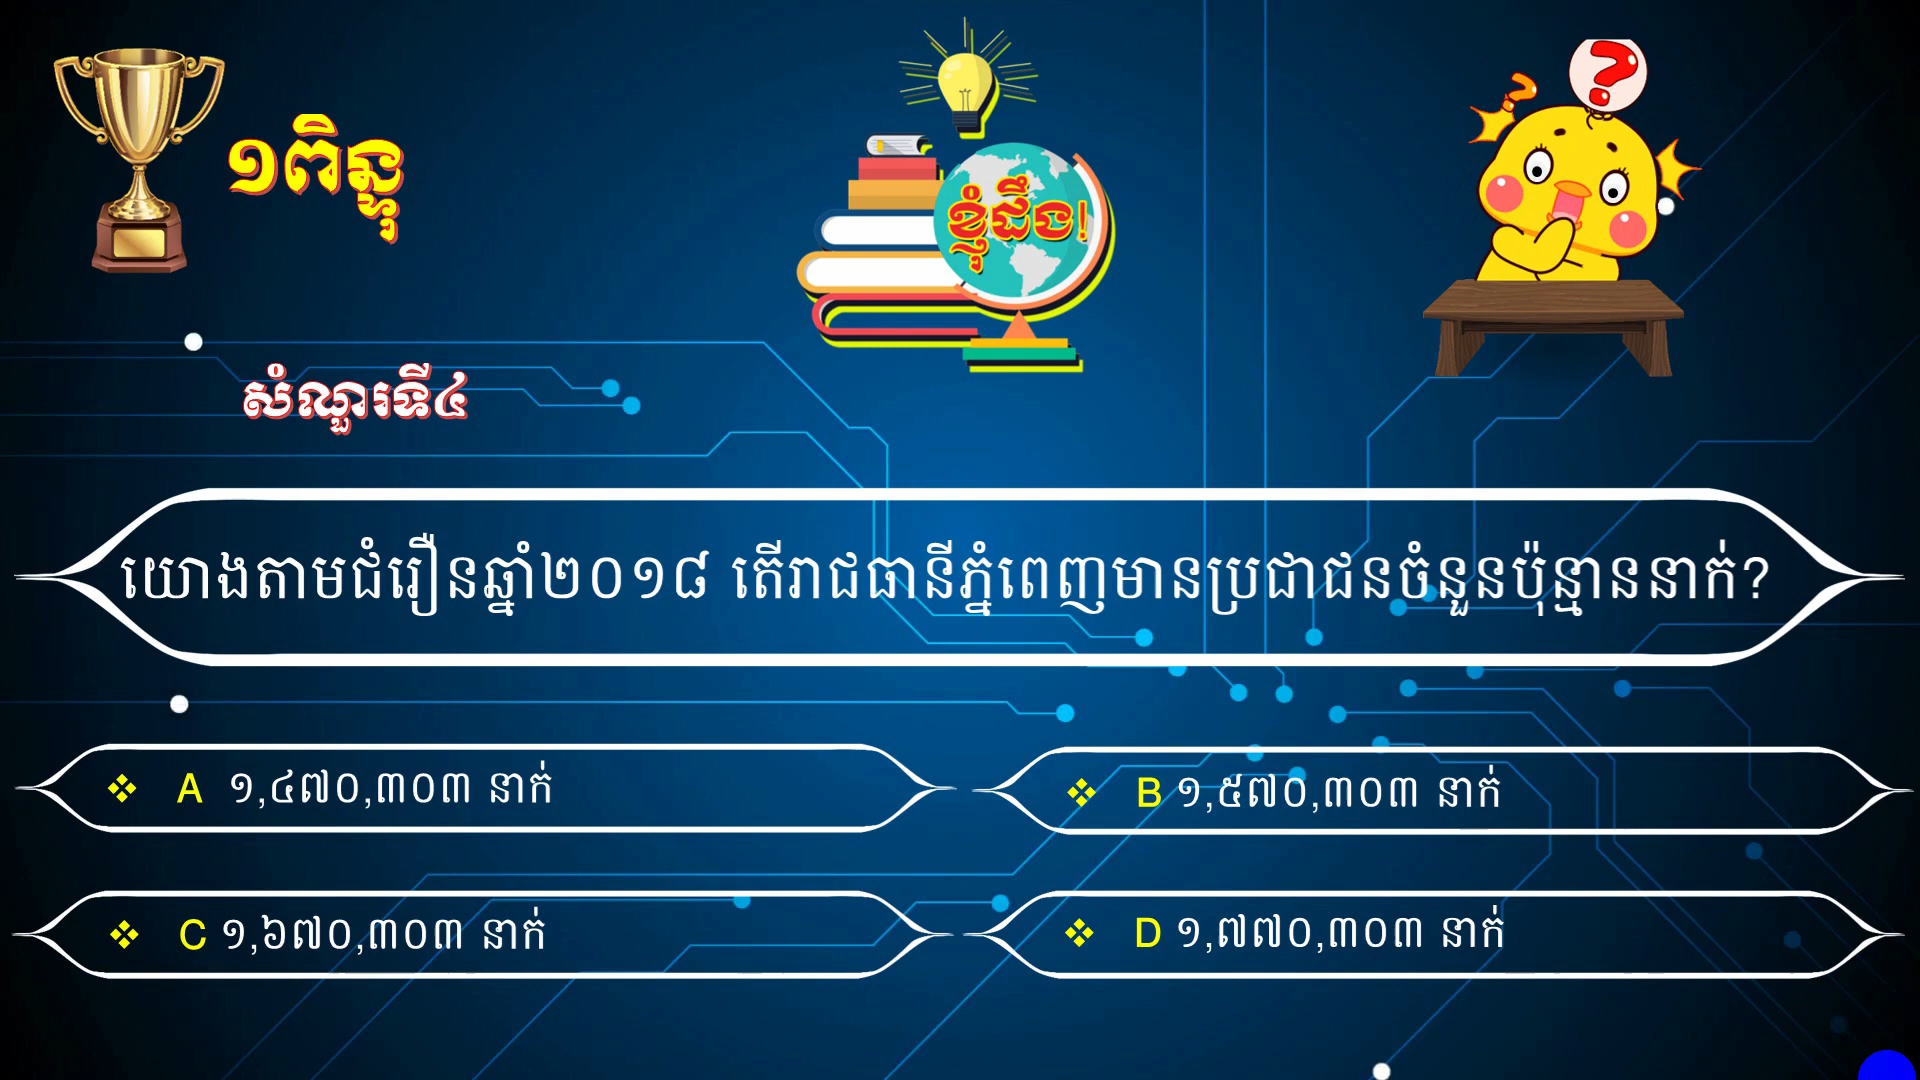 ១ពិន្ទុ
ខ្ញុំដឹង!
សំណួរទី៤
យោងតាមជំរឿនឆ្នាំ២០១៨ តើរាជធានីភ្នំពេញមានប្រជាជនចំនួនប៉ុន្មាននាក់?
❖ A ១,៤៧០,៣០៣ នាក់
❖ B ១,៥៧០,៣០៣ នាក់
❖ C ១,៦៧០,៣០៣ នាក់
❖ D ១,៧៧០,៣០៣ នាក់